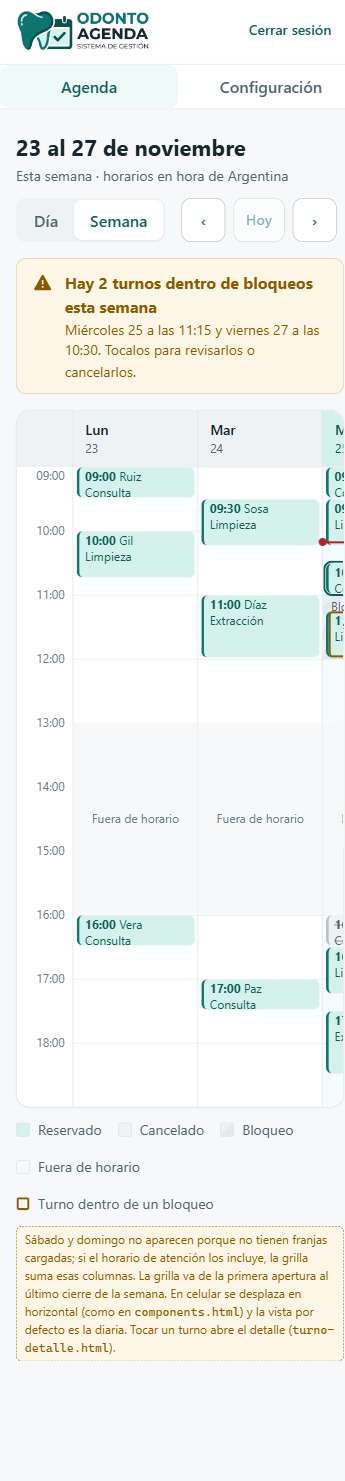 ODONTO
AGENDA
SISTEMA DE GESTIÓN
Cerrar sesión
Agenda
Configuración
23 al 27 de noviembre
Esta semana · horarios en hora de Argentina
Día
Semana
‹
Hoy
›
Hay 2 turnos dentro de bloqueos
esta semana
Miércoles 25 a las 11:15 y viernes 27 a las
10:30. Tocalos para revisarlos o
cancelarlos.
Lun
23
Mar
24
09:00
10:00
11:00
12:00
13:00
14:00
15:00
16:00
17:00
18:00
09:00 Ruiz
Consulta
10:00 Gil
Limpieza
Fuera de horario
16:00 Vera
Consulta
09:30 Sosa
Limpieza
11:00 Díaz
Extracción
Fuera de horario
17:00 Paz
Consulta
Reservado
Cancelado
Bloqueo
Fuera de horario
Turno dentro de un bloqueo
Sábado y domingo no aparecen porque no tienen franjas
cargadas; si el horario de atención los incluye, la grilla
suma esas columnas. La grilla va de la primera apertura al
último cierre de la semana. En celular se desplaza en
horizontal (como en components.html) y la vista por
defecto es la diaria. Tocar un turno abre el detalle (turno-
detalle.html).